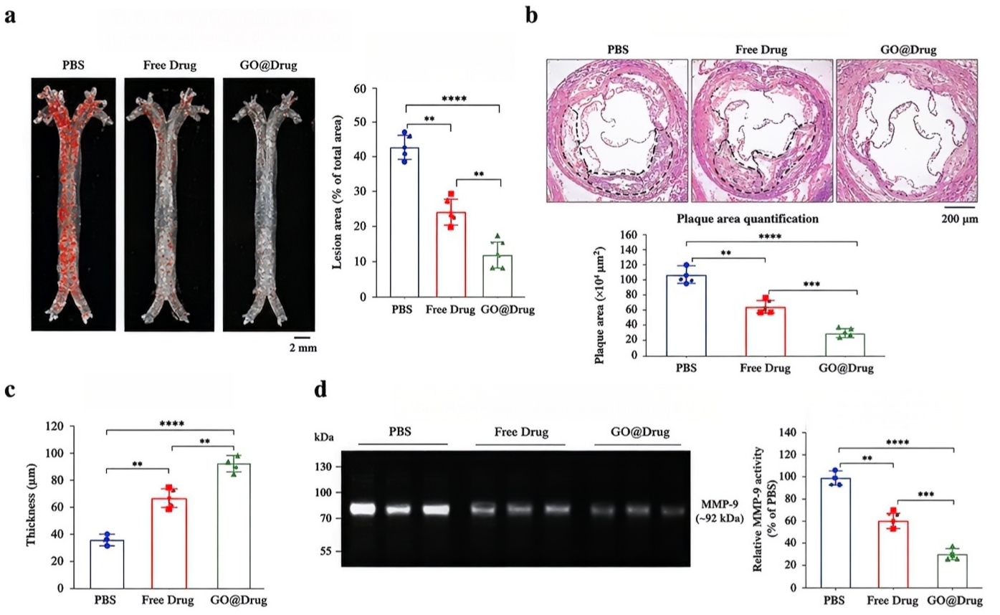 a
PBS
Free Drug
GO@Drug
2 mm
Lesion area (% of total area)
60
50
40
30
20
10
0
****
**
**
PBS
Free Drug
GO@Drug
b
PBS
Free Drug
GO@Drug
200 µm
Plaque area quantification
Plaque area (×10⁴ µm²)
160
140
120
100
80
60
40
20
0
****
**
***
PBS
Free Drug
GO@Drug
c
Thickness (µm)
120
100
80
60
40
20
0
****
**
**
PBS
Free Drug
GO@Drug
d
kDa
PBS
Free Drug
GO@Drug
130
100
70
55
MMP-9
(~92 kDa)
Relative MMP-9 activity
(% of PBS)
140
120
100
80
60
40
20
0
****
**
***
PBS
Free Drug
GO@Drug